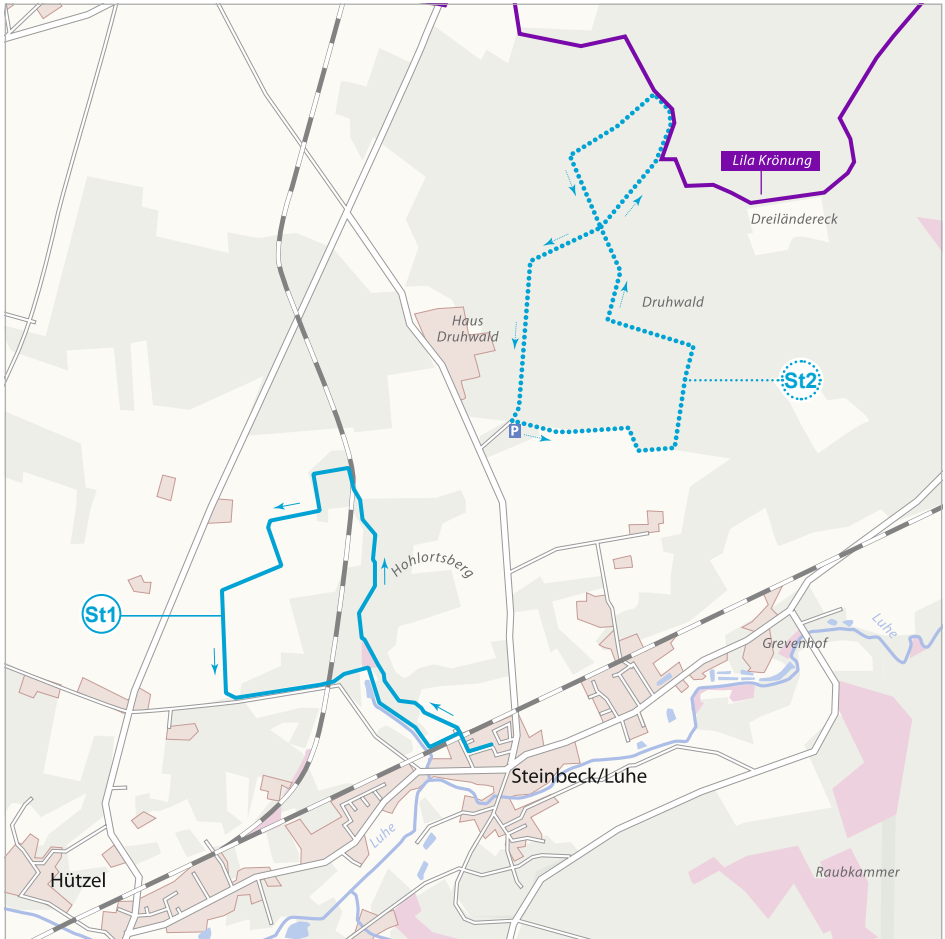 Lila Krönung
Dreiländereck
Druhwald
Haus
Druhwald
St2
P
Hohlortsberg
St1
Luhe
Grevenhof
Steinbeck/Luhe
Luhe
Hützel
Raubkammer